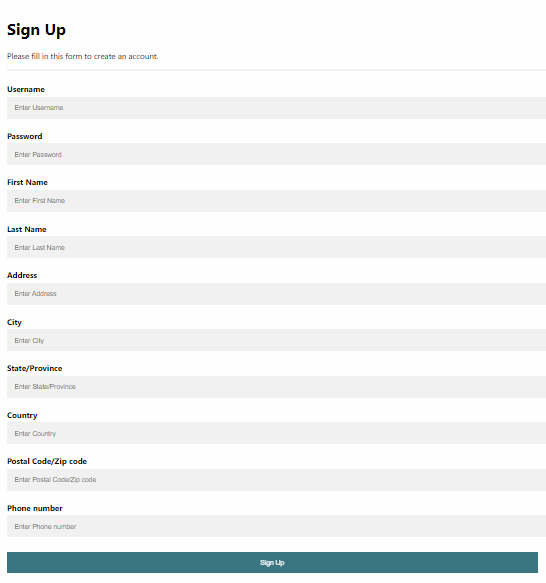 Sign Up
Please fill in this form to create an account.
Username
Enter Username
Password
Enter Password
First Name
Enter First Name
Last Name
Enter Last Name
Address
Enter Address
City
Enter City
State/Province
Enter State/Province
Country
Enter Country
Postal Code/Zip code
Enter Postal Code/Zip code
Phone number
Enter Phone number
Sign Up